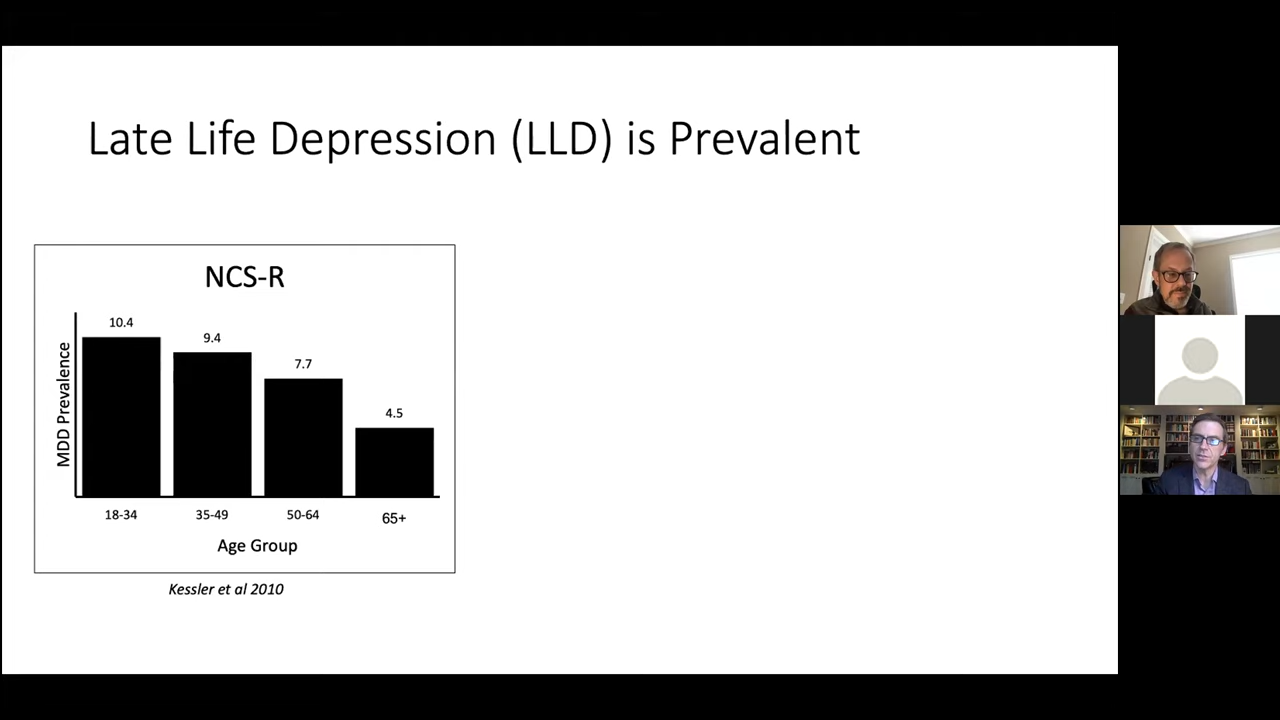 Late Life Depression (LLD) is Prevalent
NCS-R
MDD Prevalence
10.4
9.4
7.7
4.5
18-34
35-49
50-64
65+
Age Group
Kessler et al 2010